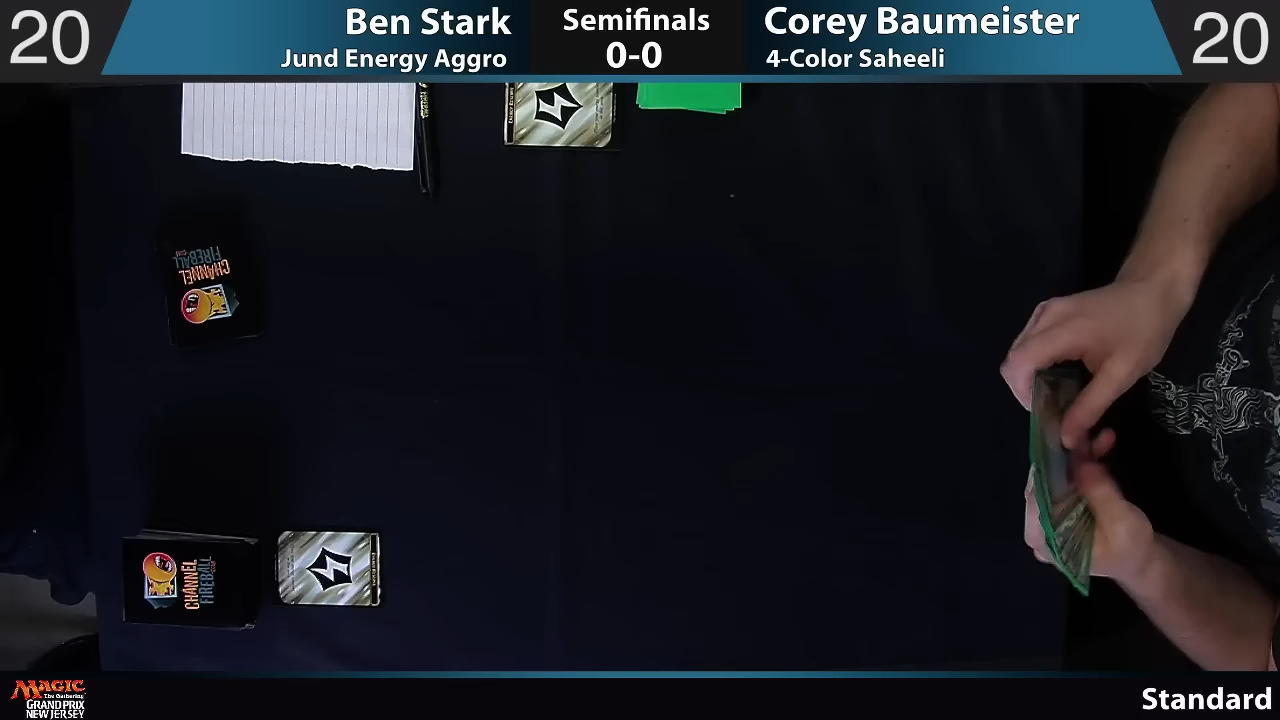 20
Ben Stark
Jund Energy Aggro
Semifinals
0-0
Corey Baumeister
4-Color Saheeli
20
CHANNEL
FIREBALL
CHANNEL
FIREBALL
MAGIC
The Gathering
GRAND PRIX
NEW JERSEY
Standard